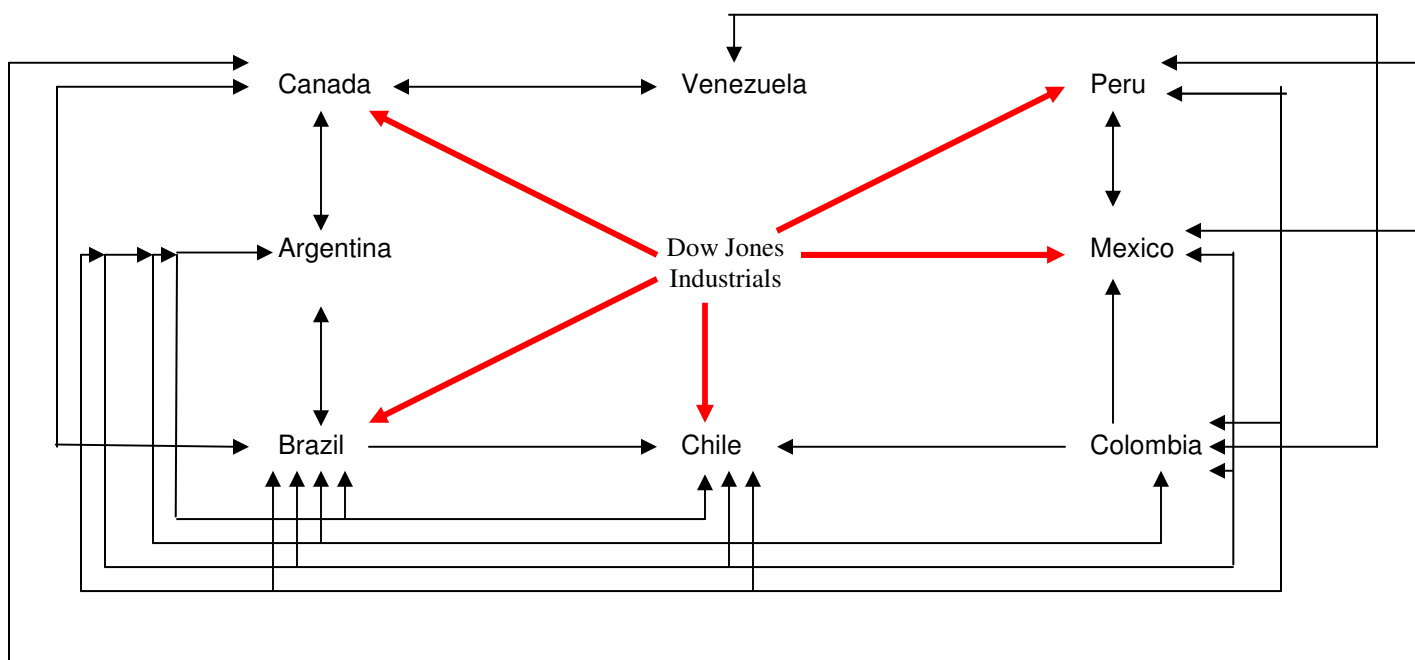 Canada
Venezuela
Peru
Argentina
Dow Jones
Industrials
Mexico
Brazil
Chile
Colombia